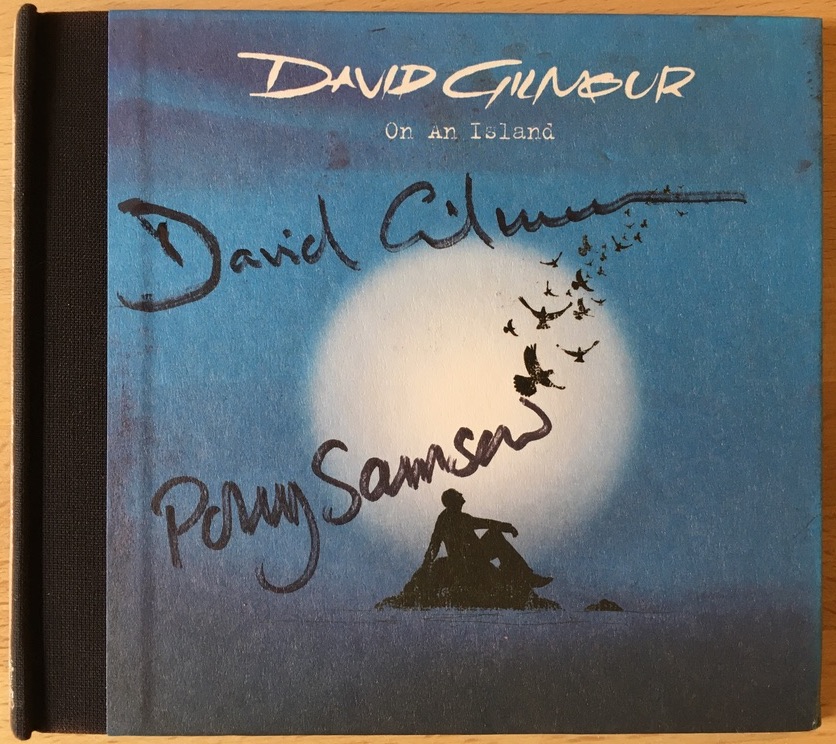 DAVID GILMOUR
On An Island
David Gilmour
Polly Samson